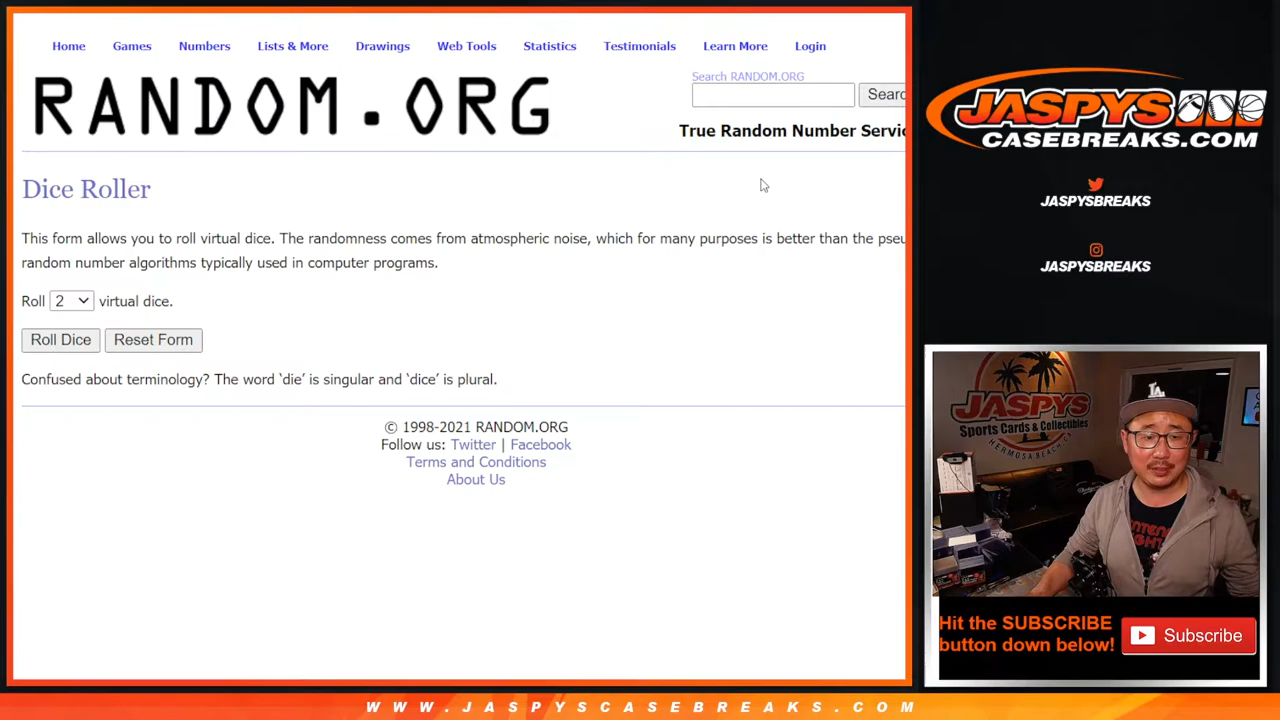 Home Games Numbers Lists & More Drawings Web Tools Statistics Testimonials Learn More Login
RANDOM.ORG
Search RANDOM.ORG
True Random Number
Dice Roller
This form allows you to roll virtual dice. The randomness comes from atmospheric noise, which for many purposes is better than the
random number algorithms typically used in computer programs.
Roll 2 virtual dice.
Roll Dice Reset Form
Confused about terminology? The word ‘die’ is singular and ‘dice’ is plural.
© 1998-2021 RANDOM.ORG
Follow us: Twitter | Facebook
Terms and Conditions
About Us
JASPYS
CASEBREAKS.COM
JASPYSBREAKS
JASPYSBREAKS
JASPYS
Sports Cards & Collectibles
HERMOSA BEACH, CA
LA
Hit the SUBSCRIBE
button down below!
Subscribe
WWW.JASPYSCASEBREAKS.COM